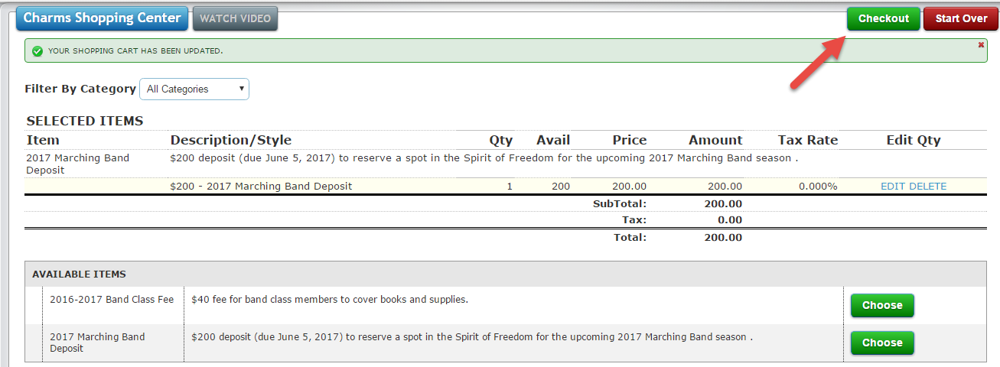 Charms Shopping Center WATCH VIDEO Checkout Start Over
YOUR SHOPPING CART HAS BEEN UPDATED.
Filter By Category All Categories
SELECTED ITEMS
Item Description/Style Qty Avail Price Amount Tax Rate Edit Qty
2017 Marching Band $200 deposit (due June 5, 2017) to reserve a spot in the Spirit of Freedom for the upcoming 2017 Marching Band season .
Deposit
$200 - 2017 Marching Band Deposit 1 200 200.00 200.00 0.000% EDIT DELETE
SubTotal: 200.00
Tax: 0.00
Total: 200.00
AVAILABLE ITEMS
2016-2017 Band Class Fee $40 fee for band class members to cover books and supplies. Choose
2017 Marching Band $200 deposit (due June 5, 2017) to reserve a spot in the Spirit of Freedom for the upcoming 2017 Marching Band season . Choose
Deposit